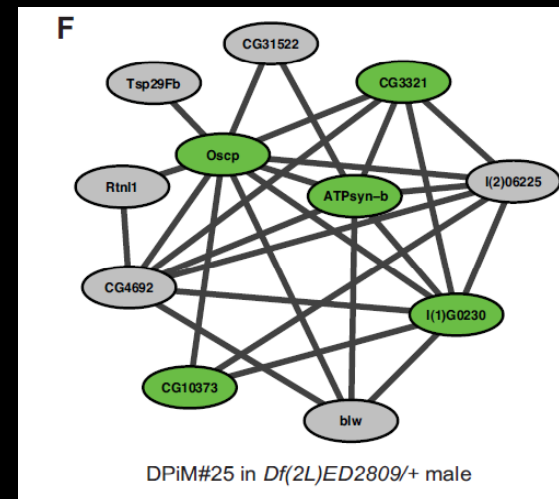 F
CG31522
Tsp29Fb
CG3321
Oscp
Rtnl1
ATPsyn–b
l(2)06225
CG4692
l(1)G0230
CG10373
blw
DPiM#25 in Df(2L)ED2809/+ male